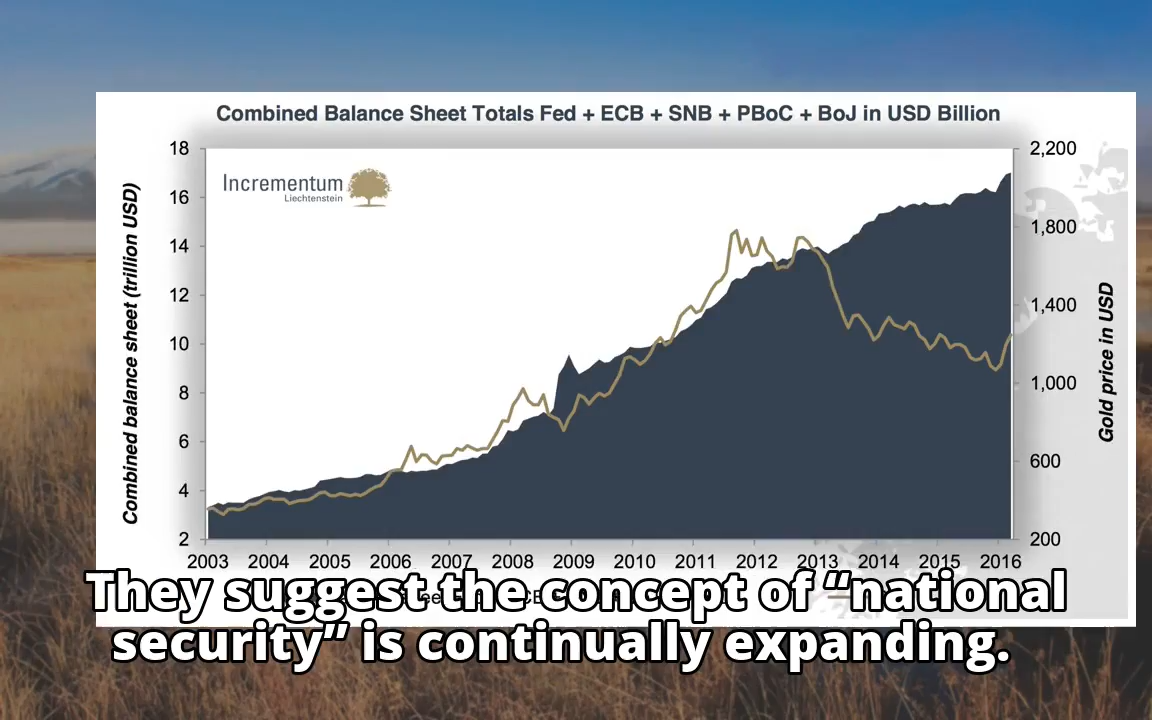 Combined Balance Sheet Totals Fed + ECB + SNB + PBoC + BoJ in USD Billion
18
16
14
12
10
8
6
4
2
Combined balance sheet (trillion USD)
Incrementum
Liechtenstein
2,200
1,800
1,400
1,000
600
200
Gold price in USD
2003 2004 2005 2006 2007 2008 2009 2010 2011 2012 2013 2014 2015 2016
They suggest the concept of “national
security” is continually expanding.